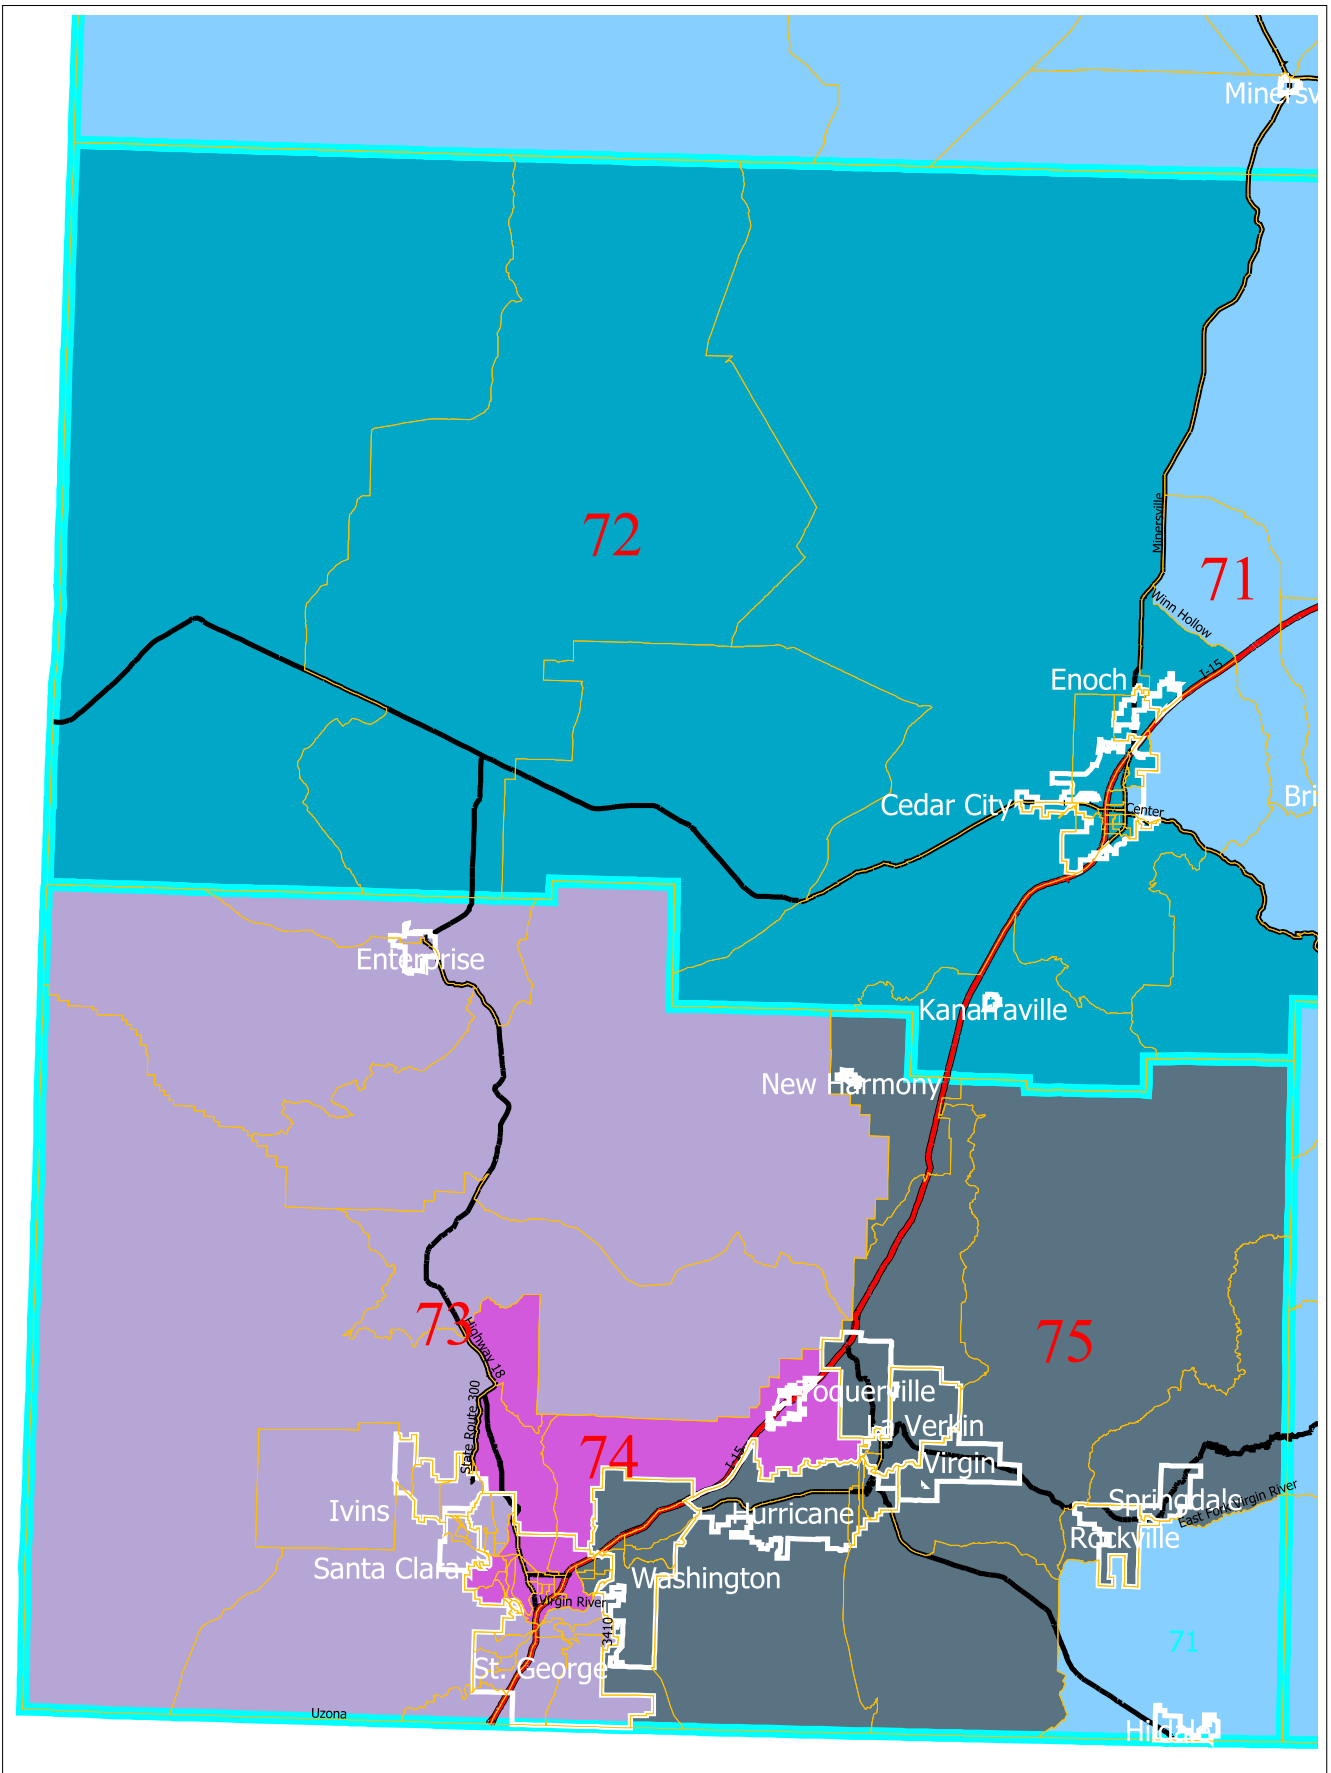 Minersv
72
Minersville
71
Winn Hollow
I-15
Enoch
Bri
Cedar City
Center
Enterprise
Kanarraville
New Harmony
73
Highway 18
75
State Route 300
Toquerville
La Verkin
74
I-15
Virgin
Springdale
East Fork Virgin River
Ivins
Hurricane
Rockville
Santa Clara
Washington
Virgin River
3410
71
St. George
Uzona
Hildale